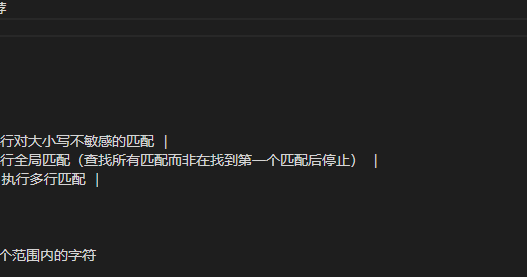 荐
行对大小写不敏感的匹配 |
行全局匹配（查找所有匹配而非在找到第一个匹配后停止） |
执行多行匹配 |
个范围内的字符